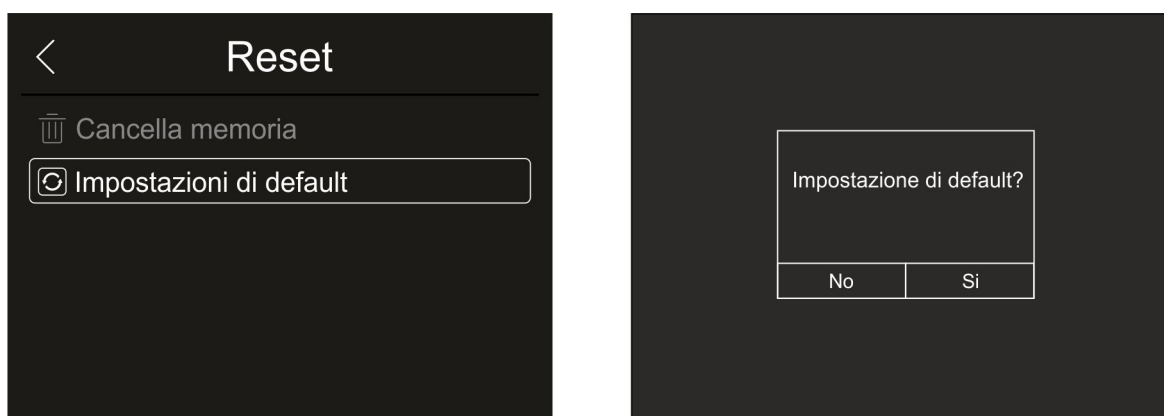 Reset
Cancella memoria
Impostazioni di default
Impostazione di default?
No
Si